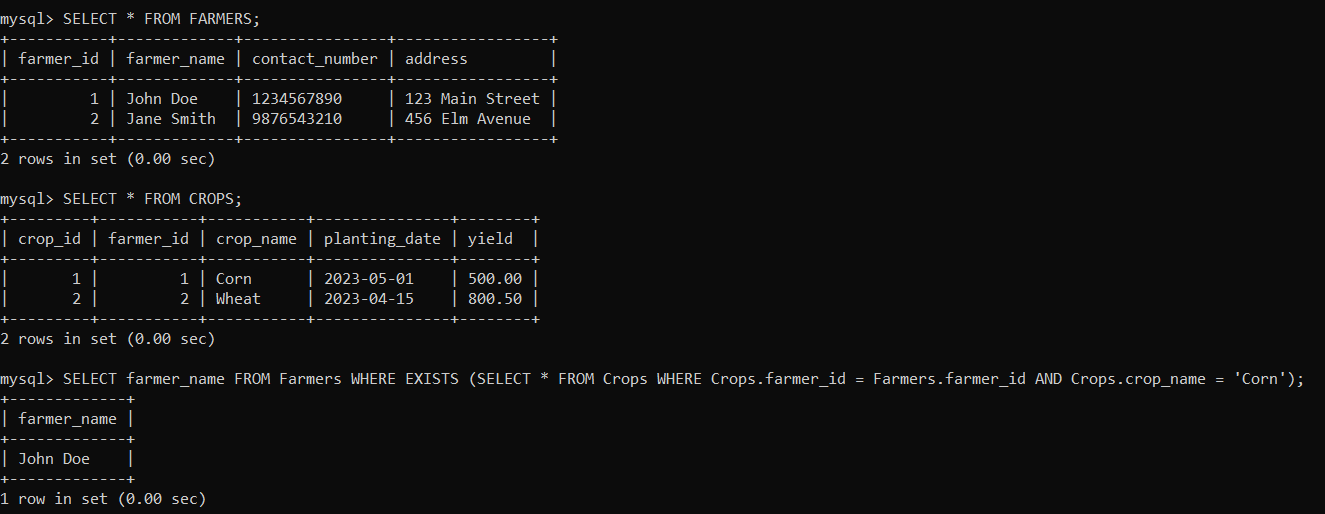 mysql> SELECT * FROM FARMERS;
+-----------+-------------+----------------+-----------------+
| farmer_id | farmer_name | contact_number | address         |
+-----------+-------------+----------------+-----------------+
|         1 | John Doe    | 1234567890     | 123 Main Street |
|         2 | Jane Smith  | 9876543210     | 456 Elm Avenue  |
+-----------+-------------+----------------+-----------------+
2 rows in set (0.00 sec)

mysql> SELECT * FROM CROPS;
+---------+-----------+-----------+---------------+--------+
| crop_id | farmer_id | crop_name | planting_date | yield  |
+---------+-----------+-----------+---------------+--------+
|       1 |         1 | Corn      | 2023-05-01    | 500.00 |
|       2 |         2 | Wheat     | 2023-04-15    | 800.50 |
+---------+-----------+-----------+---------------+--------+
2 rows in set (0.00 sec)

mysql> SELECT farmer_name FROM Farmers WHERE EXISTS (SELECT * FROM Crops WHERE Crops.farmer_id = Farmers.farmer_id AND Crops.crop_name = 'Corn');
+-------------+
| farmer_name |
+-------------+
| John Doe    |
+-------------+
1 row in set (0.00 sec)